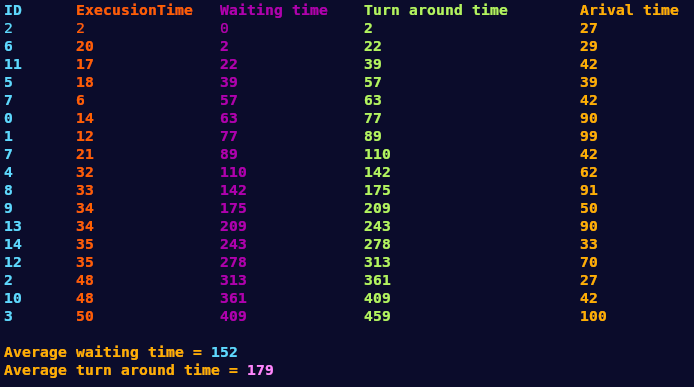 ID ExecusionTime Waiting time Turn around time Arival time
2 2 0 2 27
6 20 2 22 29
11 17 22 39 42
5 18 39 57 39
7 6 57 63 42
0 14 63 77 90
1 12 77 89 99
7 21 89 110 42
4 32 110 142 62
8 33 142 175 91
9 34 175 209 50
13 34 209 243 90
14 35 243 278 33
12 35 278 313 70
2 48 313 361 27
10 48 361 409 42
3 50 409 459 100
Average waiting time = 152
Average turn around time = 179